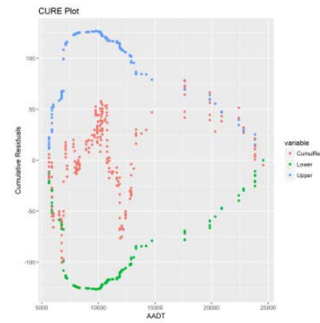 CURE Plot
Cumulative Residuals
100
50
0
-50
-100
5000 10000 15000 20000 25000
AADT
variable
CumulRe
Lower
Upper